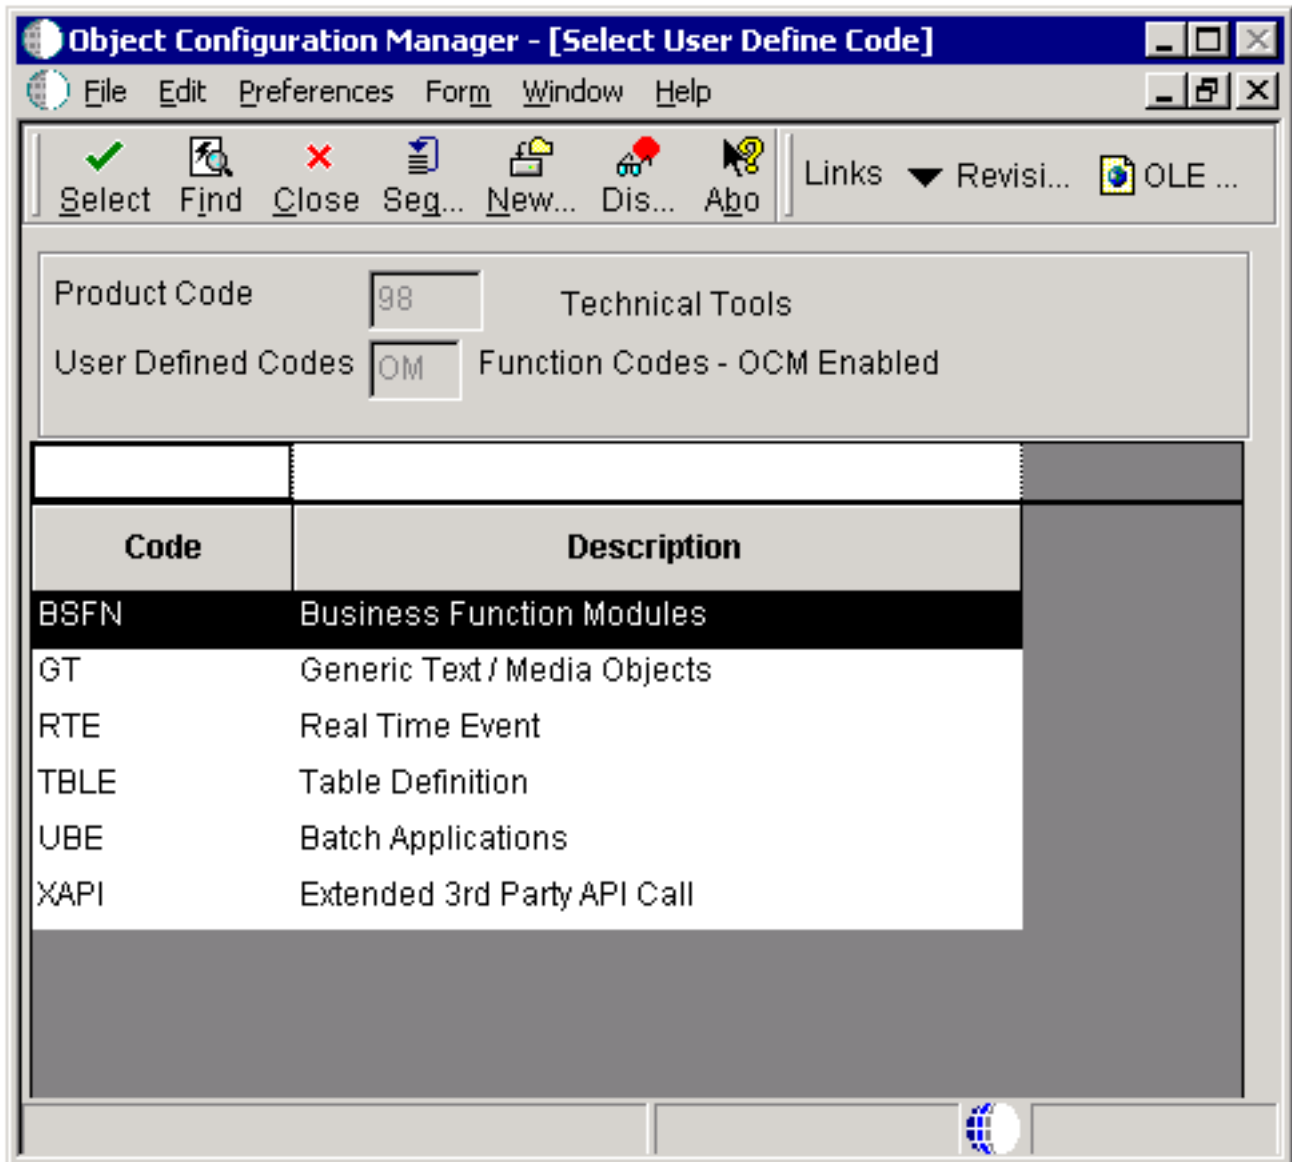 Object Configuration Manager - [Select User Define Code]
File Edit Preferences Form Window Help
Select Find Close Seq... New... Dis... Abo Links Revisi... OLE ...
Product Code 98 Technical Tools
User Defined Codes OM Function Codes - OCM Enabled
Code Description
BSFN Business Function Modules
GT Generic Text / Media Objects
RTE Real Time Event
TBLE Table Definition
UBE Batch Applications
XAPI Extended 3rd Party API Call